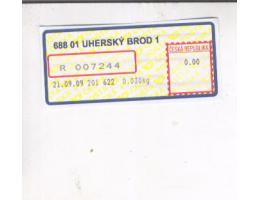 688 01 UHERSKÝ BROD 1
ČESKÁ REPUBLIKA
R 007244
0.00
21.09.09 201 622 0.030kg